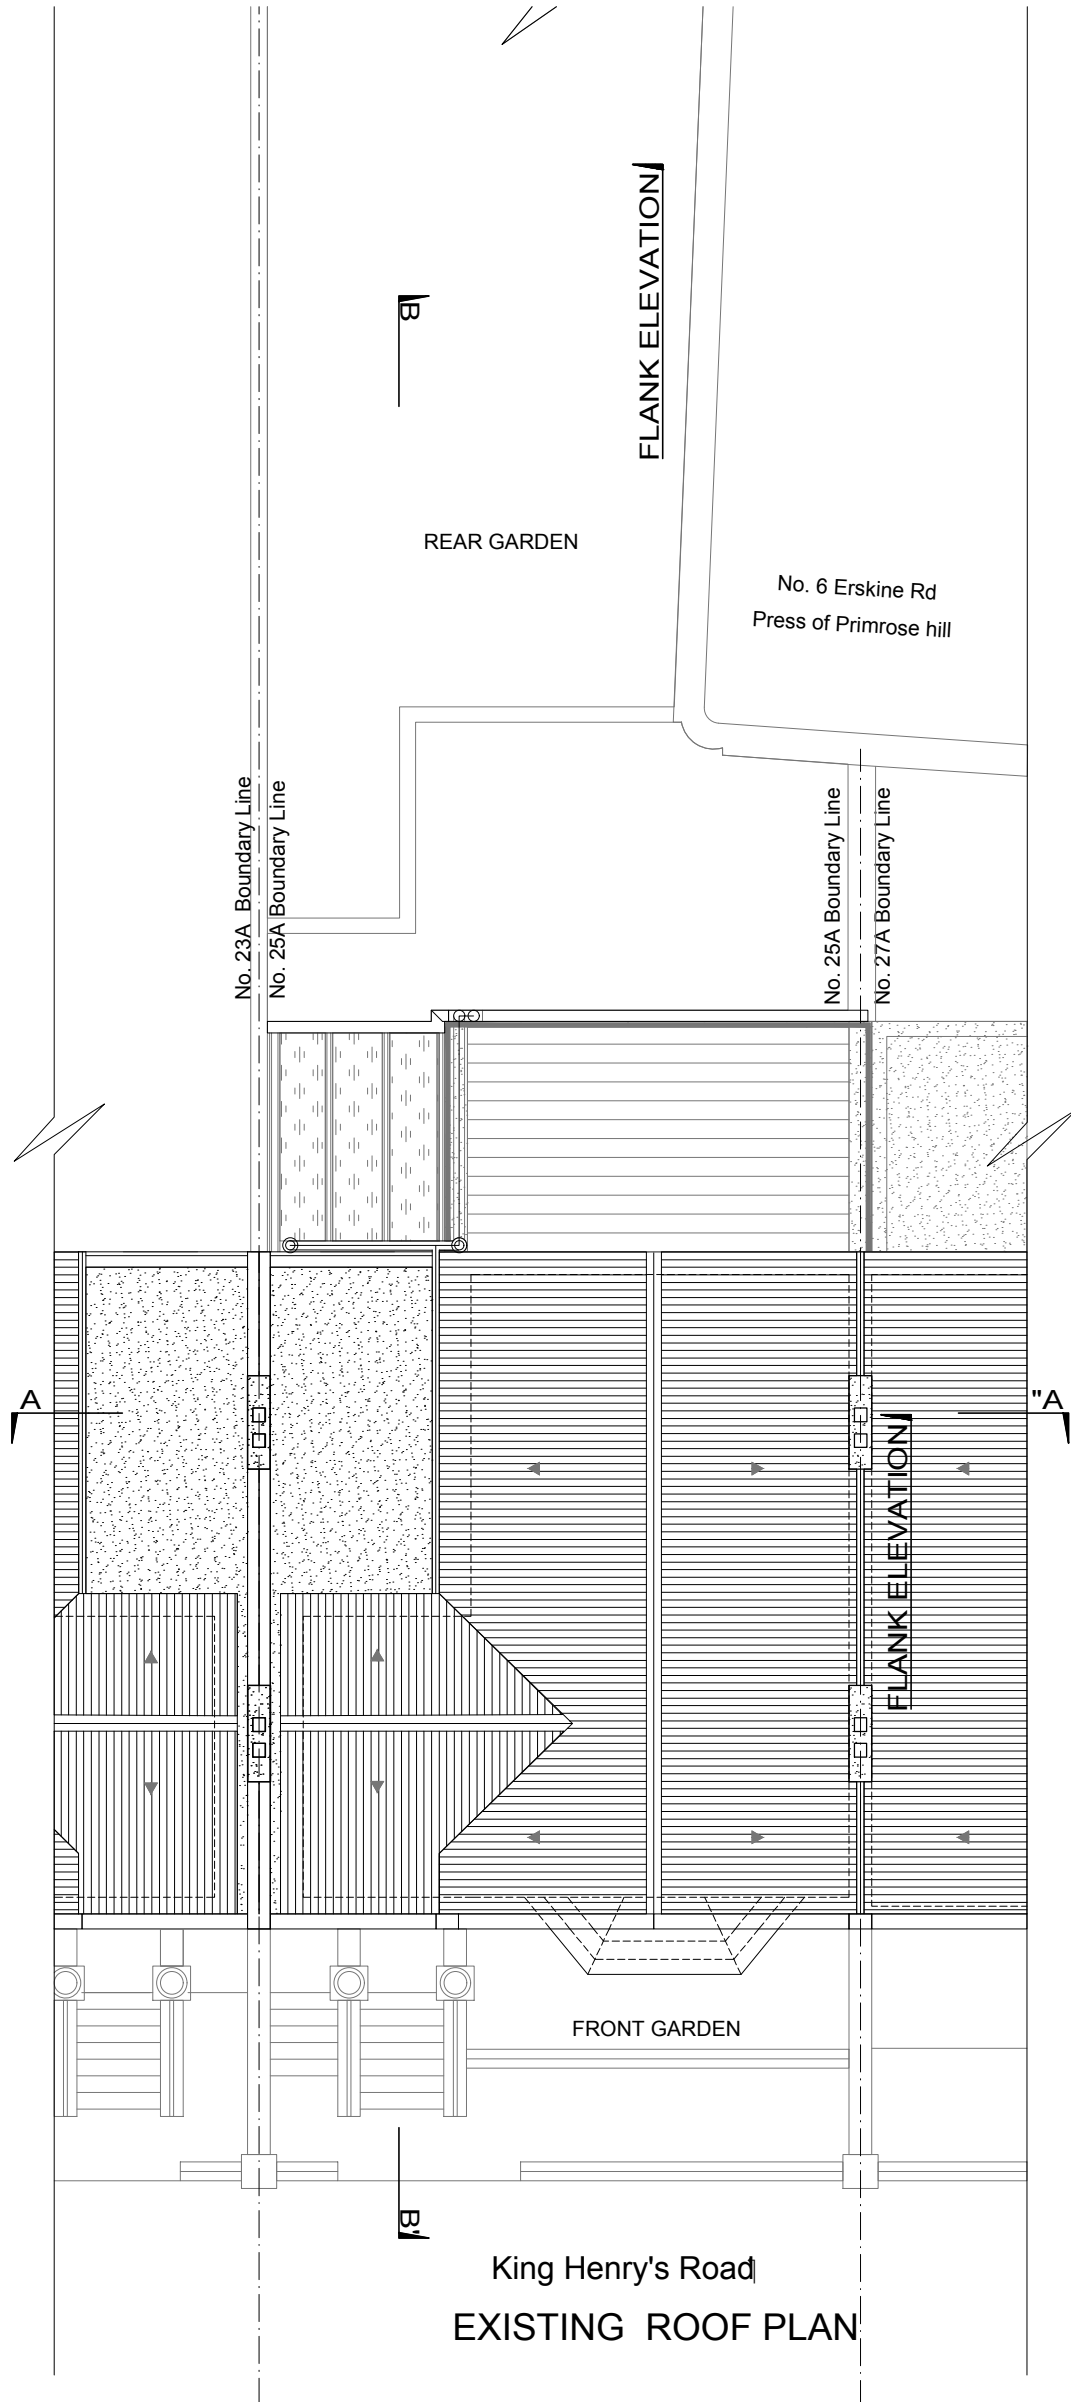 FLANK ELEVATION
B
REAR GARDEN
No. 6 Erskine Rd
Press of Primrose hill
No. 23A Boundary Line
No. 25A Boundary Line
No. 25A Boundary Line
No. 27A Boundary Line
A
"A
FLANK ELEVATION
FRONT GARDEN
B'
King Henry's Road
EXISTING ROOF PLAN